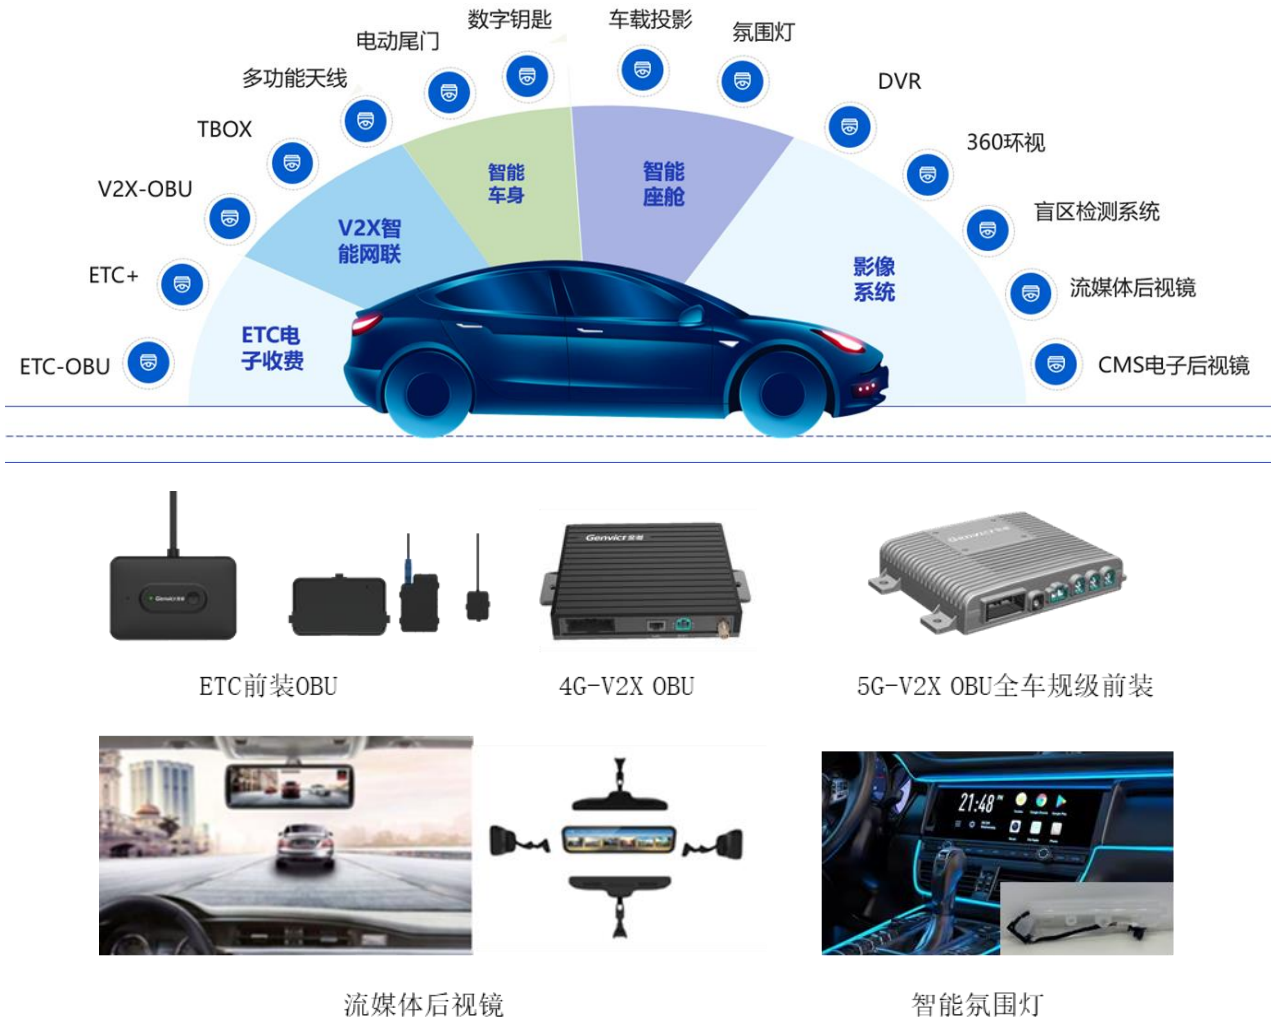 数字钥匙
车载投影
电动尾门
氛围灯
多功能天线
DVR
TBOX
360环视
V2X-OBU
盲区检测系统
ETC+
流媒体后视镜
ETC-OBU
CMS电子后视镜
智能
车身
智能
座舱
V2X智
能网联
影像
系统
ETC电
子收费
Genvict
Genvict 金溢
Genvict
ETC前装OBU
4G-V2X OBU
5G-V2X OBU全车规级前装
21:48
流媒体后视镜
智能氛围灯